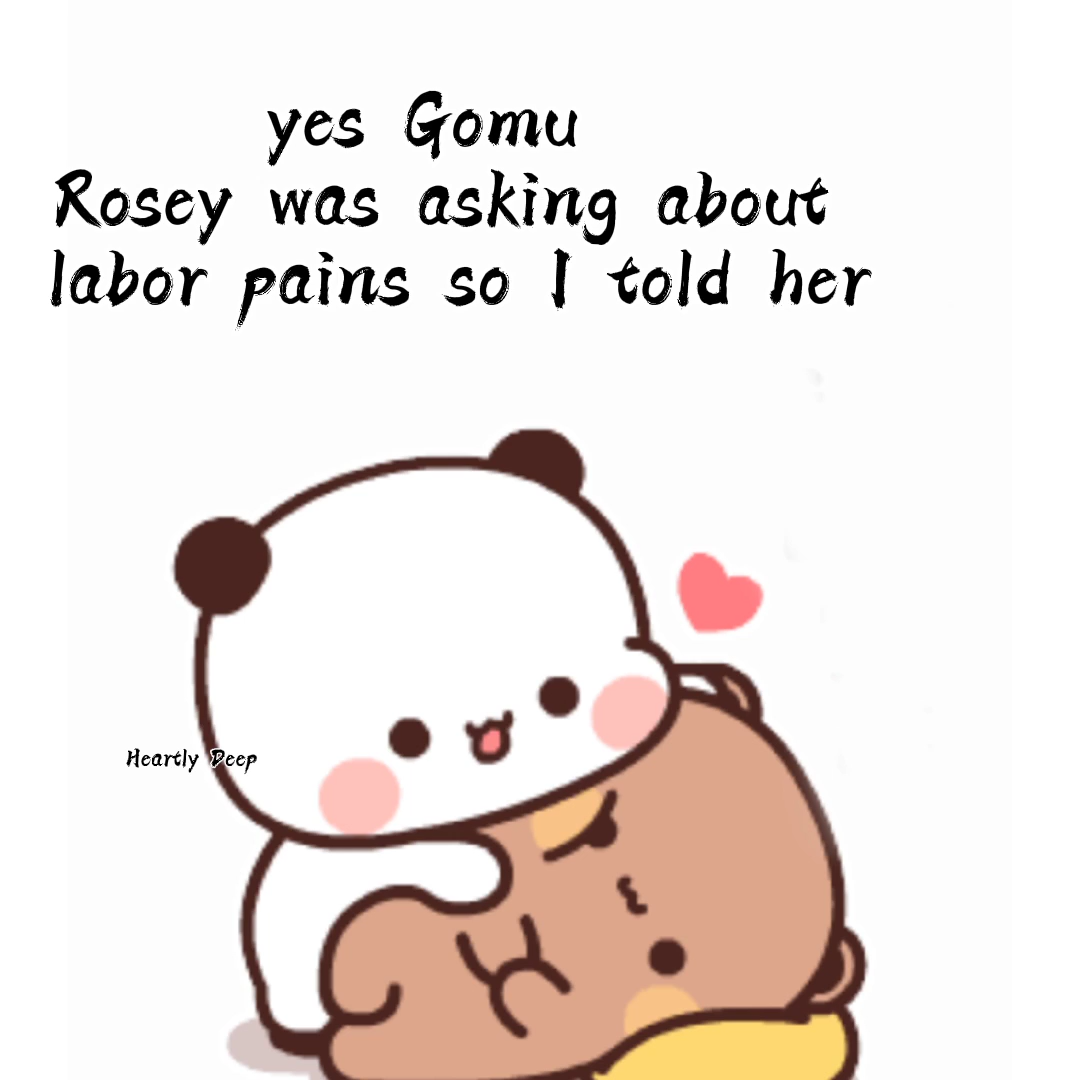 yes Gomu
Rosey was asking about
labor pains so I told her
Heartly Deep